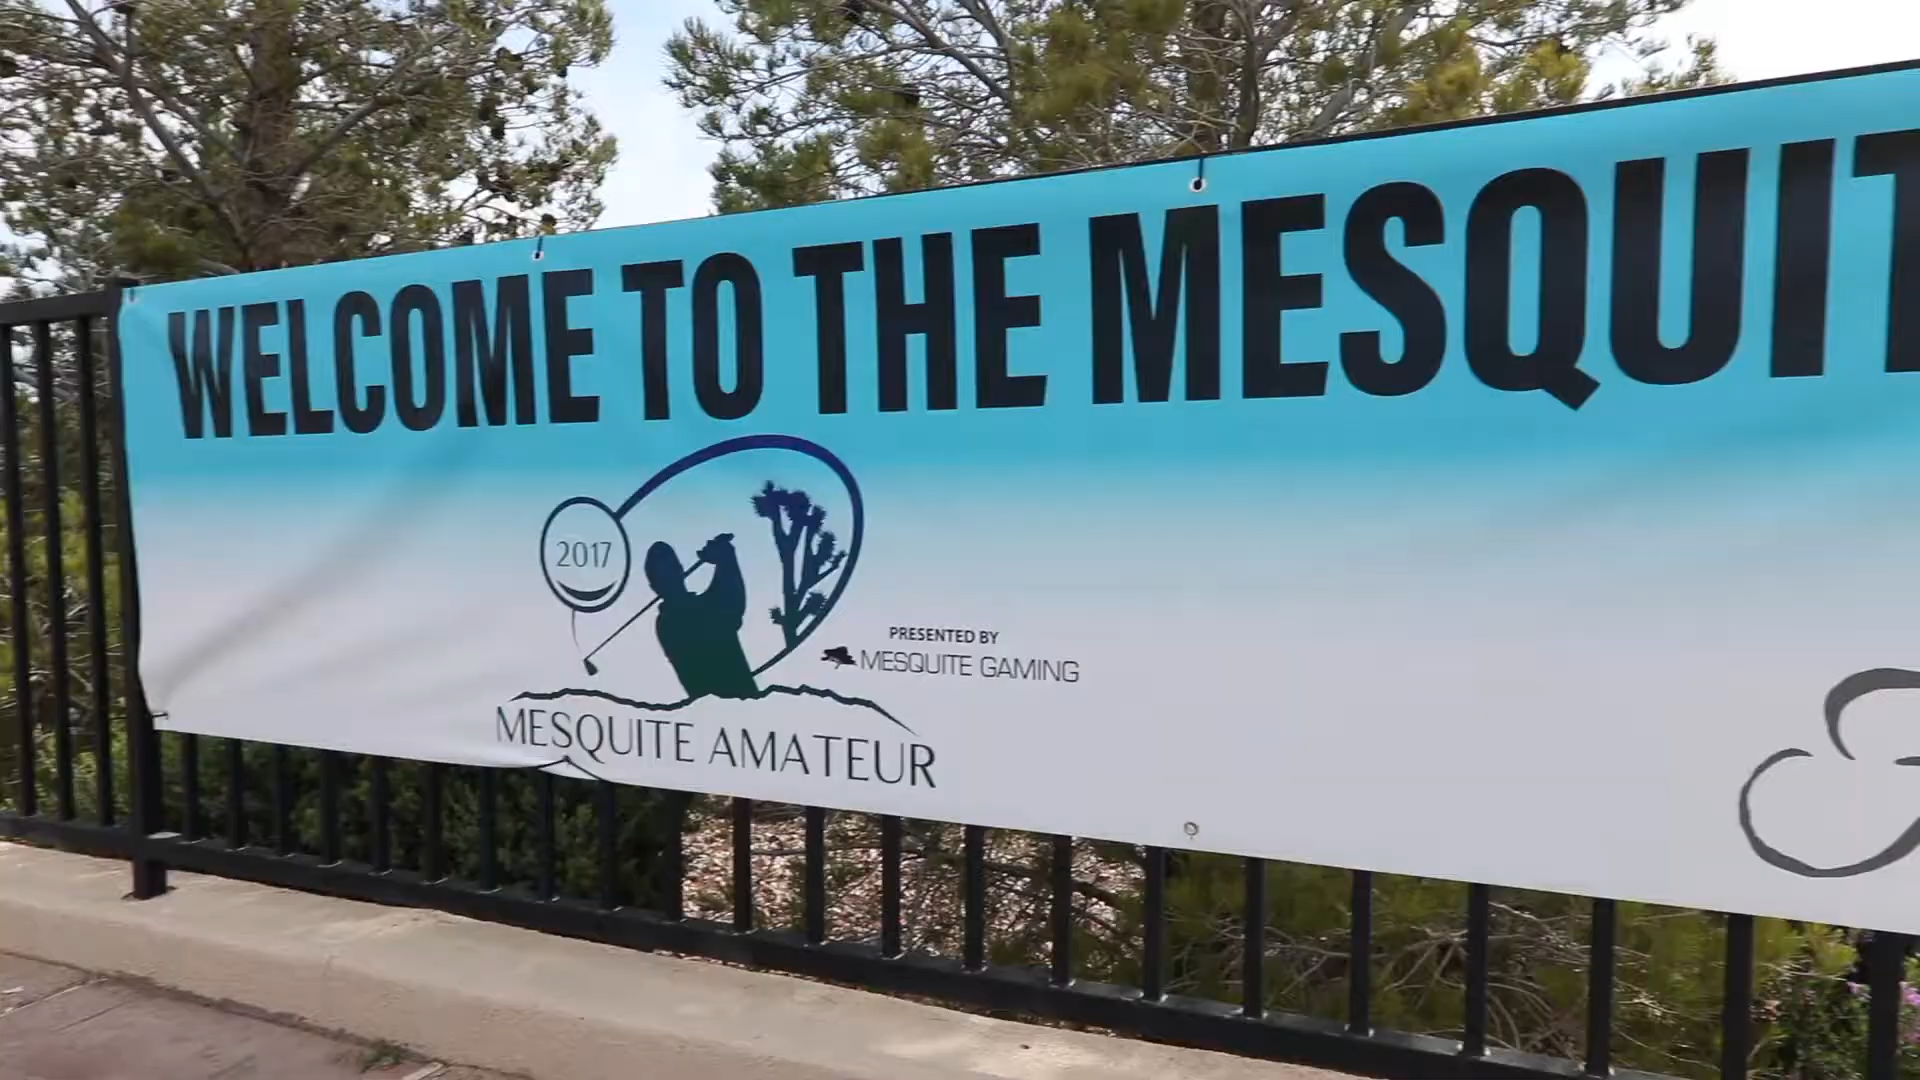 WELCOME TO THE MESQUIT
2017
PRESENTED BY
MESQUITE GAMING
MESQUITE AMATEUR